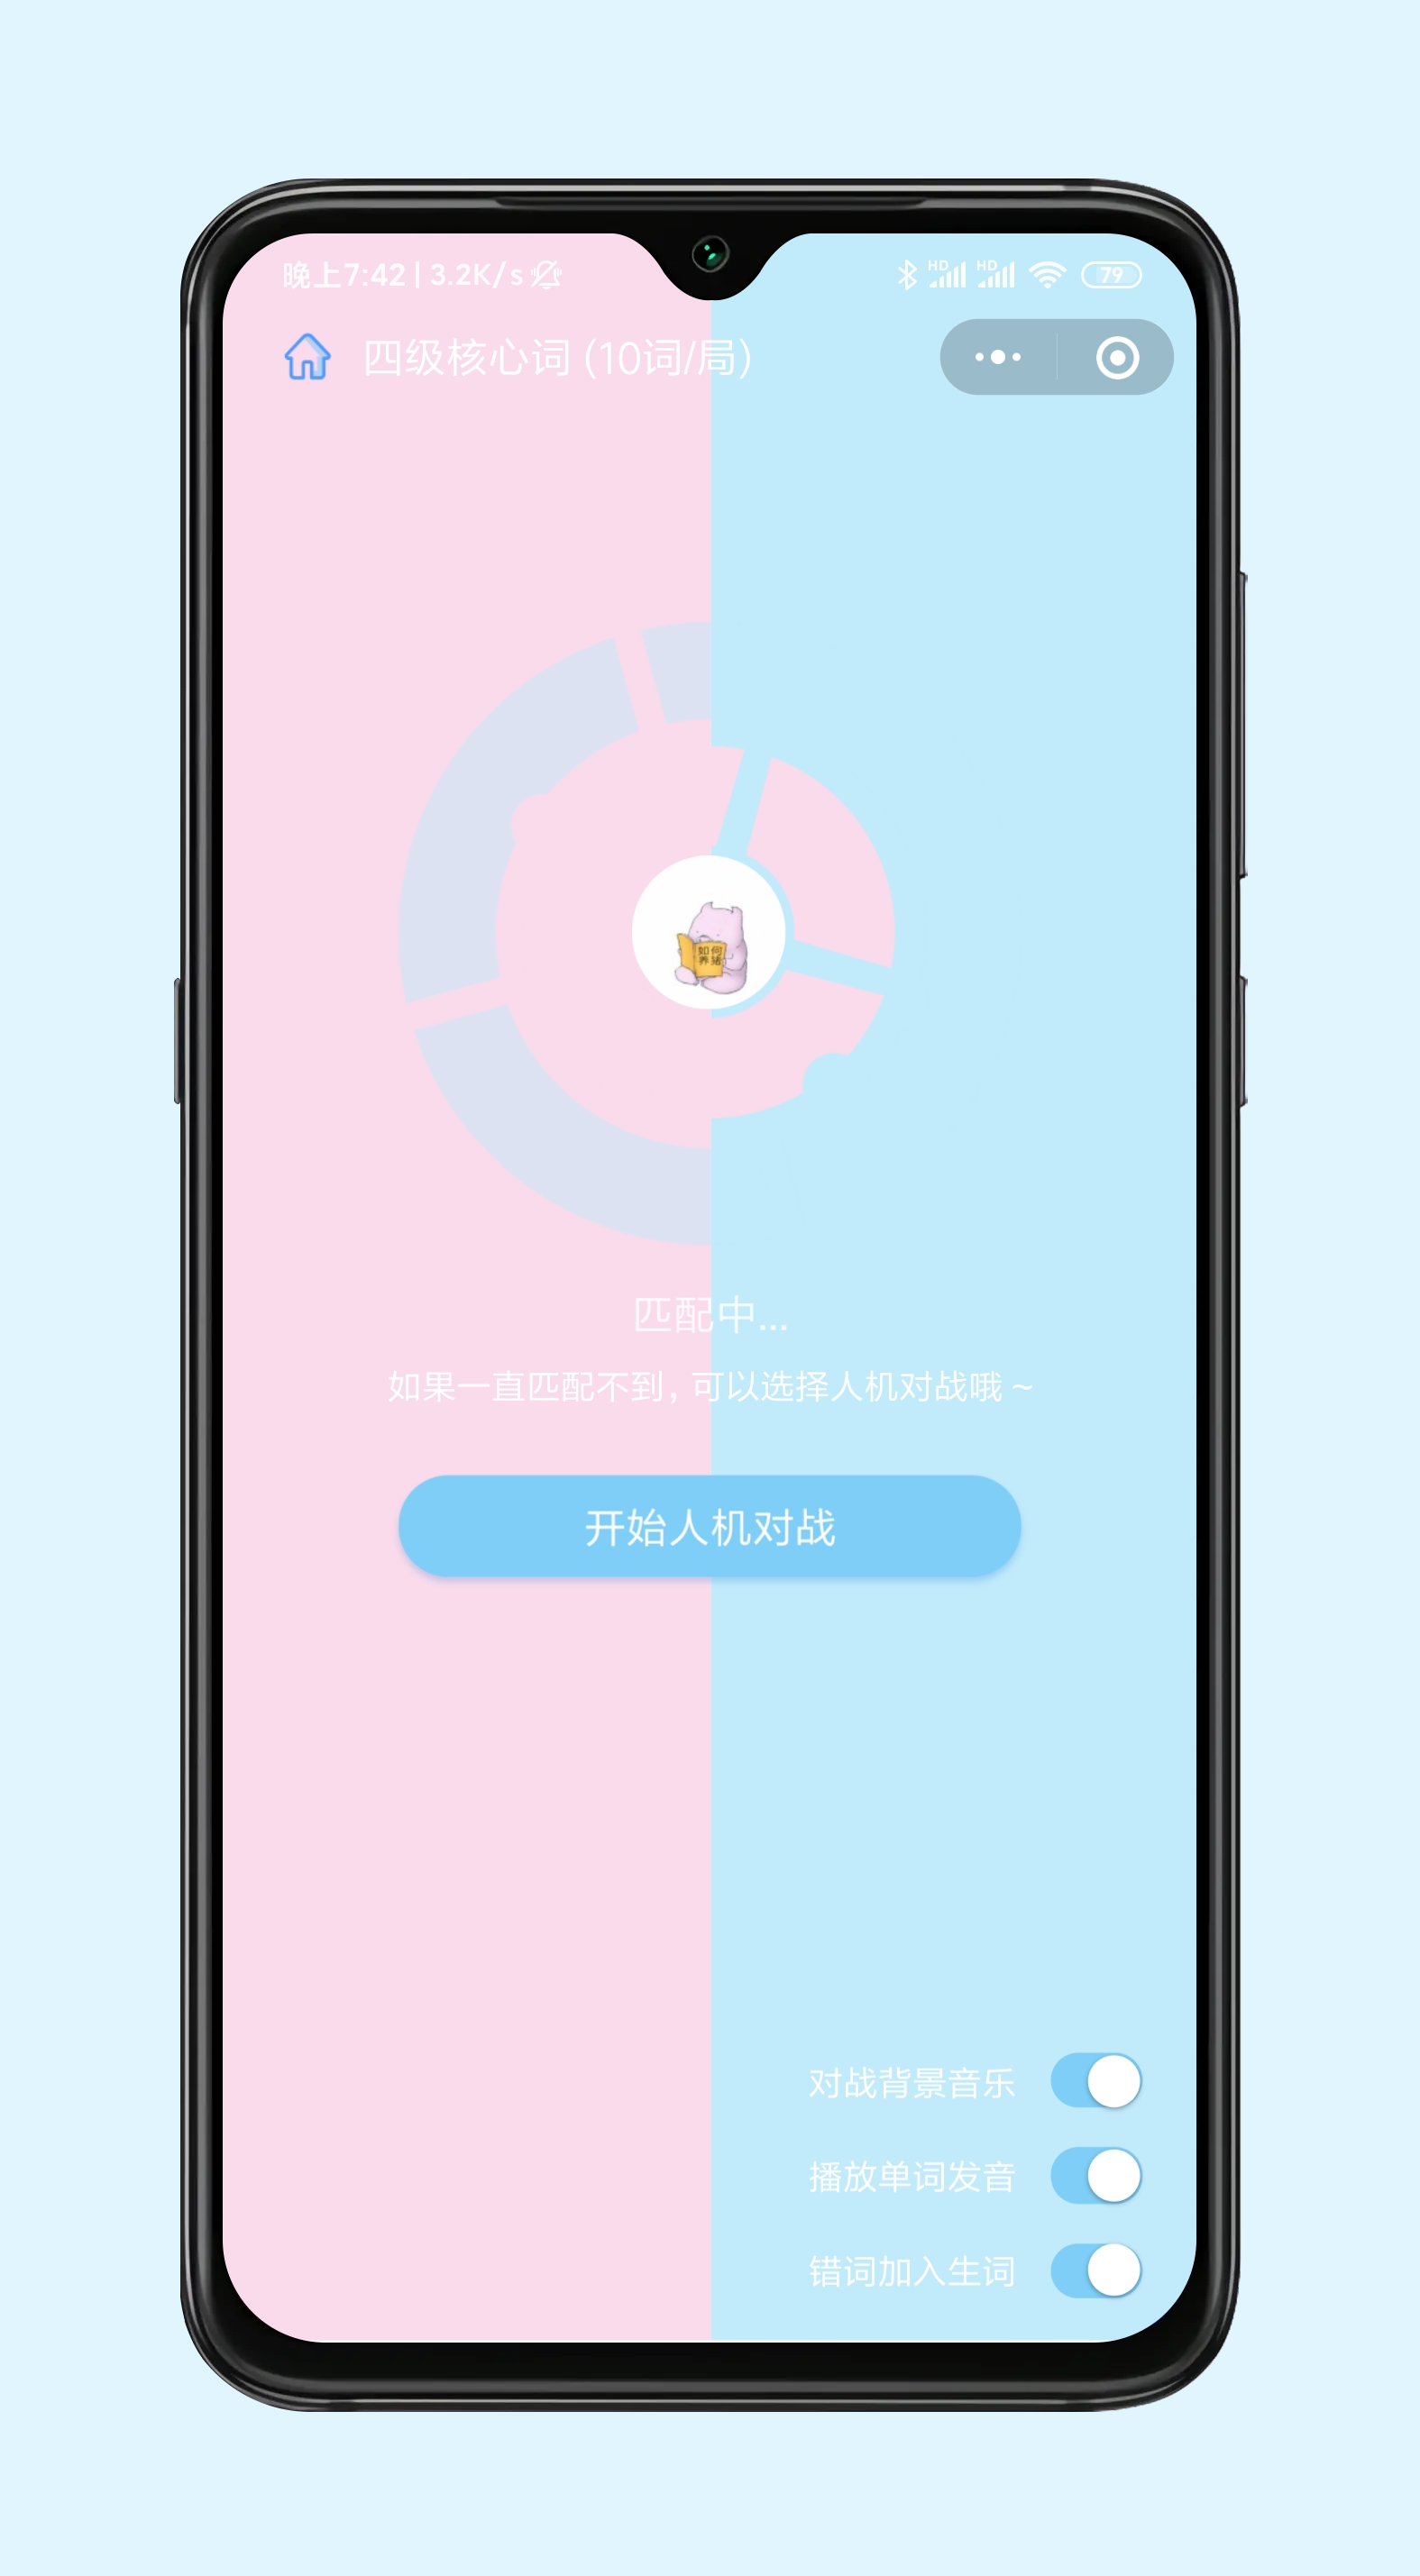 晚上7:42 | 3.2K/s
HD HD 79
四级核心词 (10词/局)
如何
养猪
匹配中...
如果一直匹配不到，可以选择人机对战哦 ~
开始人机对战
对战背景音乐
播放单词发音
错词加入生词